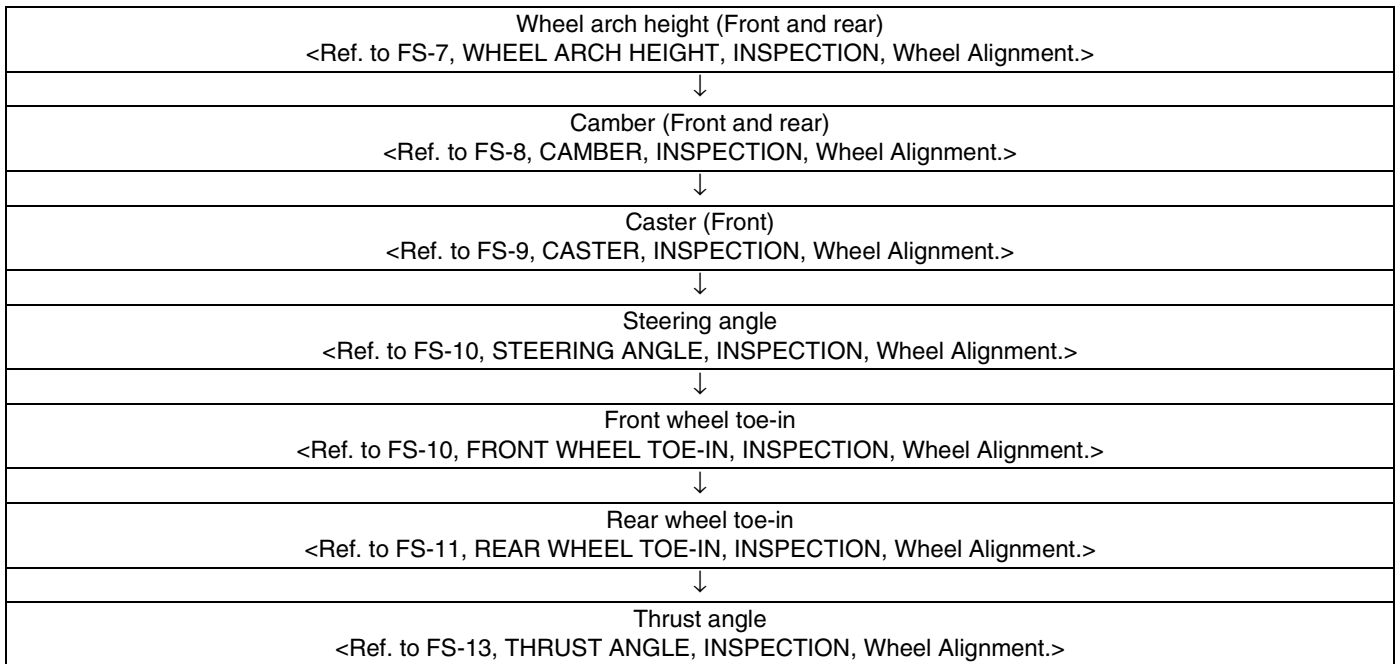 Wheel arch height (Front and rear)
<Ref. to FS-7, WHEEL ARCH HEIGHT, INSPECTION, Wheel Alignment.>
↓
Camber (Front and rear)
<Ref. to FS-8, CAMBER, INSPECTION, Wheel Alignment.>
↓
Caster (Front)
<Ref. to FS-9, CASTER, INSPECTION, Wheel Alignment.>
↓
Steering angle
<Ref. to FS-10, STEERING ANGLE, INSPECTION, Wheel Alignment.>
↓
Front wheel toe-in
<Ref. to FS-10, FRONT WHEEL TOE-IN, INSPECTION, Wheel Alignment.>
↓
Rear wheel toe-in
<Ref. to FS-11, REAR WHEEL TOE-IN, INSPECTION, Wheel Alignment.>
↓
Thrust angle
<Ref. to FS-13, THRUST ANGLE, INSPECTION, Wheel Alignment.>